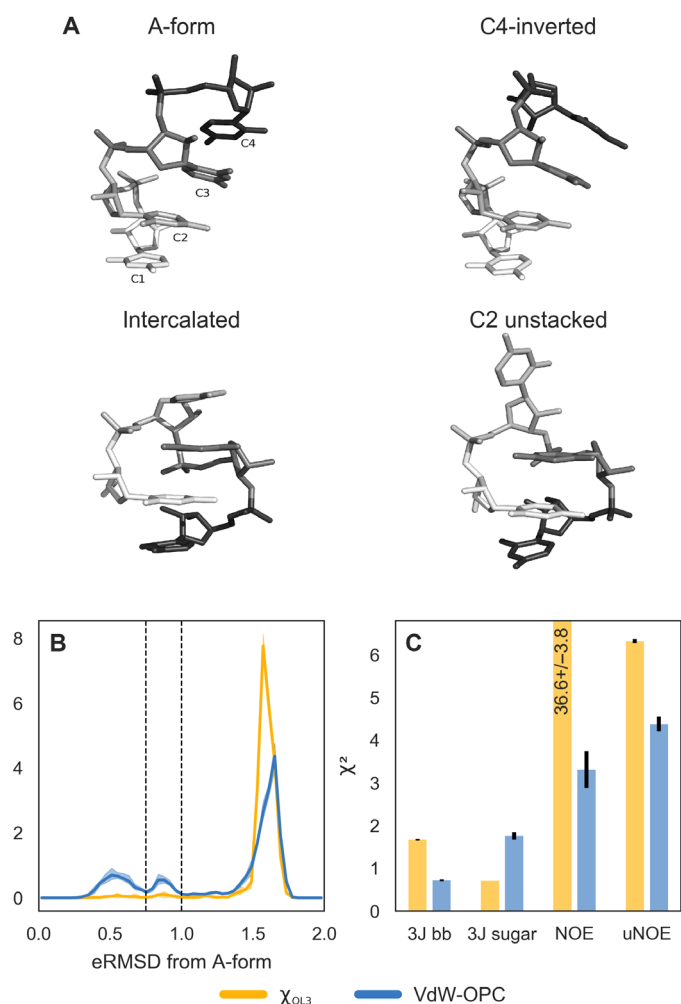 A
A-form
C4-inverted
C4
C3
C2
C1
Intercalated
C2 unstacked
B
8
6
4
2
0
0.0 0.5 1.0 1.5 2.0
eRMSD from A-form
C
36.6+/−3.8
χ²
6
5
4
3
2
1
0
3J bb 3J sugar NOE uNOE
χOL3 VdW-OPC